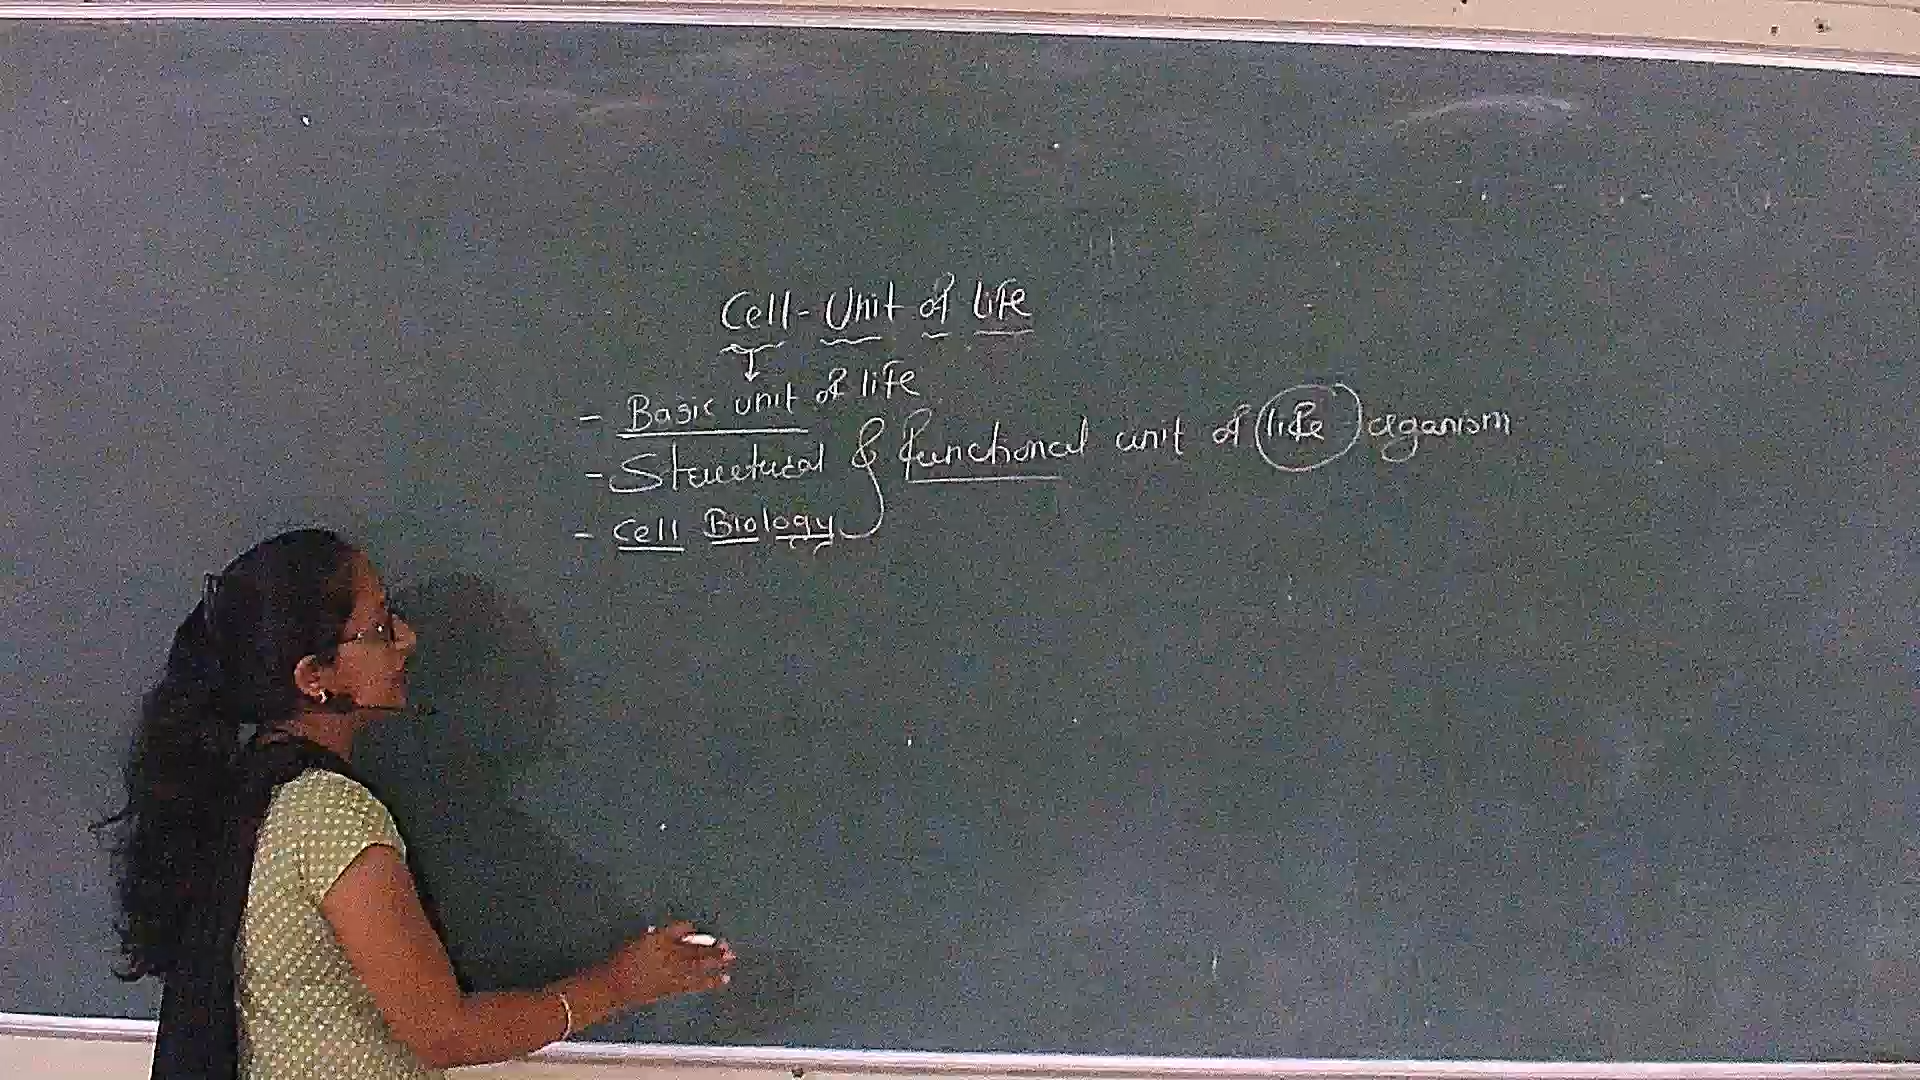 Cell - Unit of life
- Basic unit of life
- Structural & functional unit of life organism
- Cell Biology